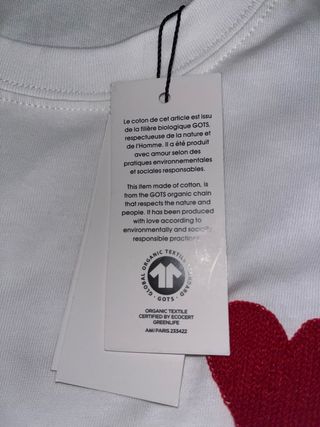 Le coton de cet article est issu
de la filière biologique GOTS,
respectueuse de la nature et
de l'Homme. Il a été produit
avec amour selon des
pratiques environnementales
et sociales responsables.
This item made of cotton, is
from the GOTS organic chain
that respects the nature and
people. It has been produced
with love according to
environmentally and socially
responsible practices
GLOBAL ORGANIC TEXTILE STANDARD
· GOTS ·
ORGANIC TEXTILE
CERTIFIED BY ECOCERT
GREENLIFE
AMI PARIS 233422